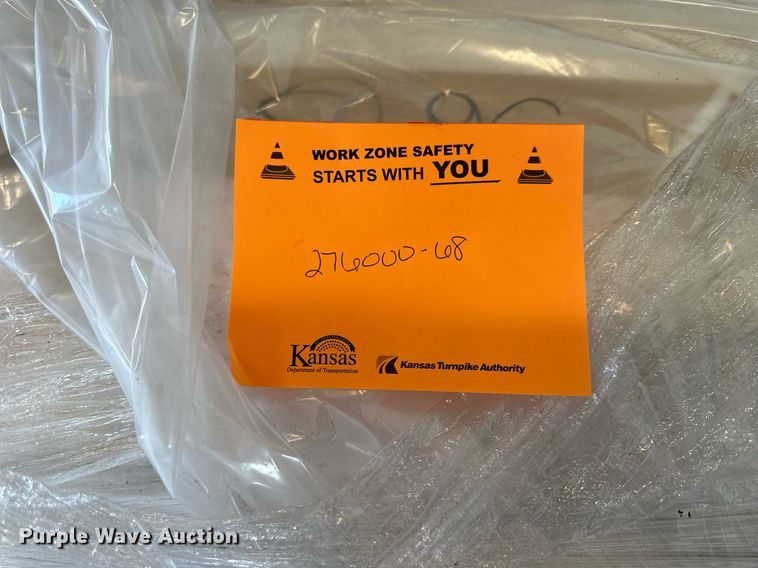 WORK ZONE SAFETY
STARTS WITH YOU
276000-68
Kansas
Department of Transportation
Kansas Turnpike Authority
Purple Wave Auction